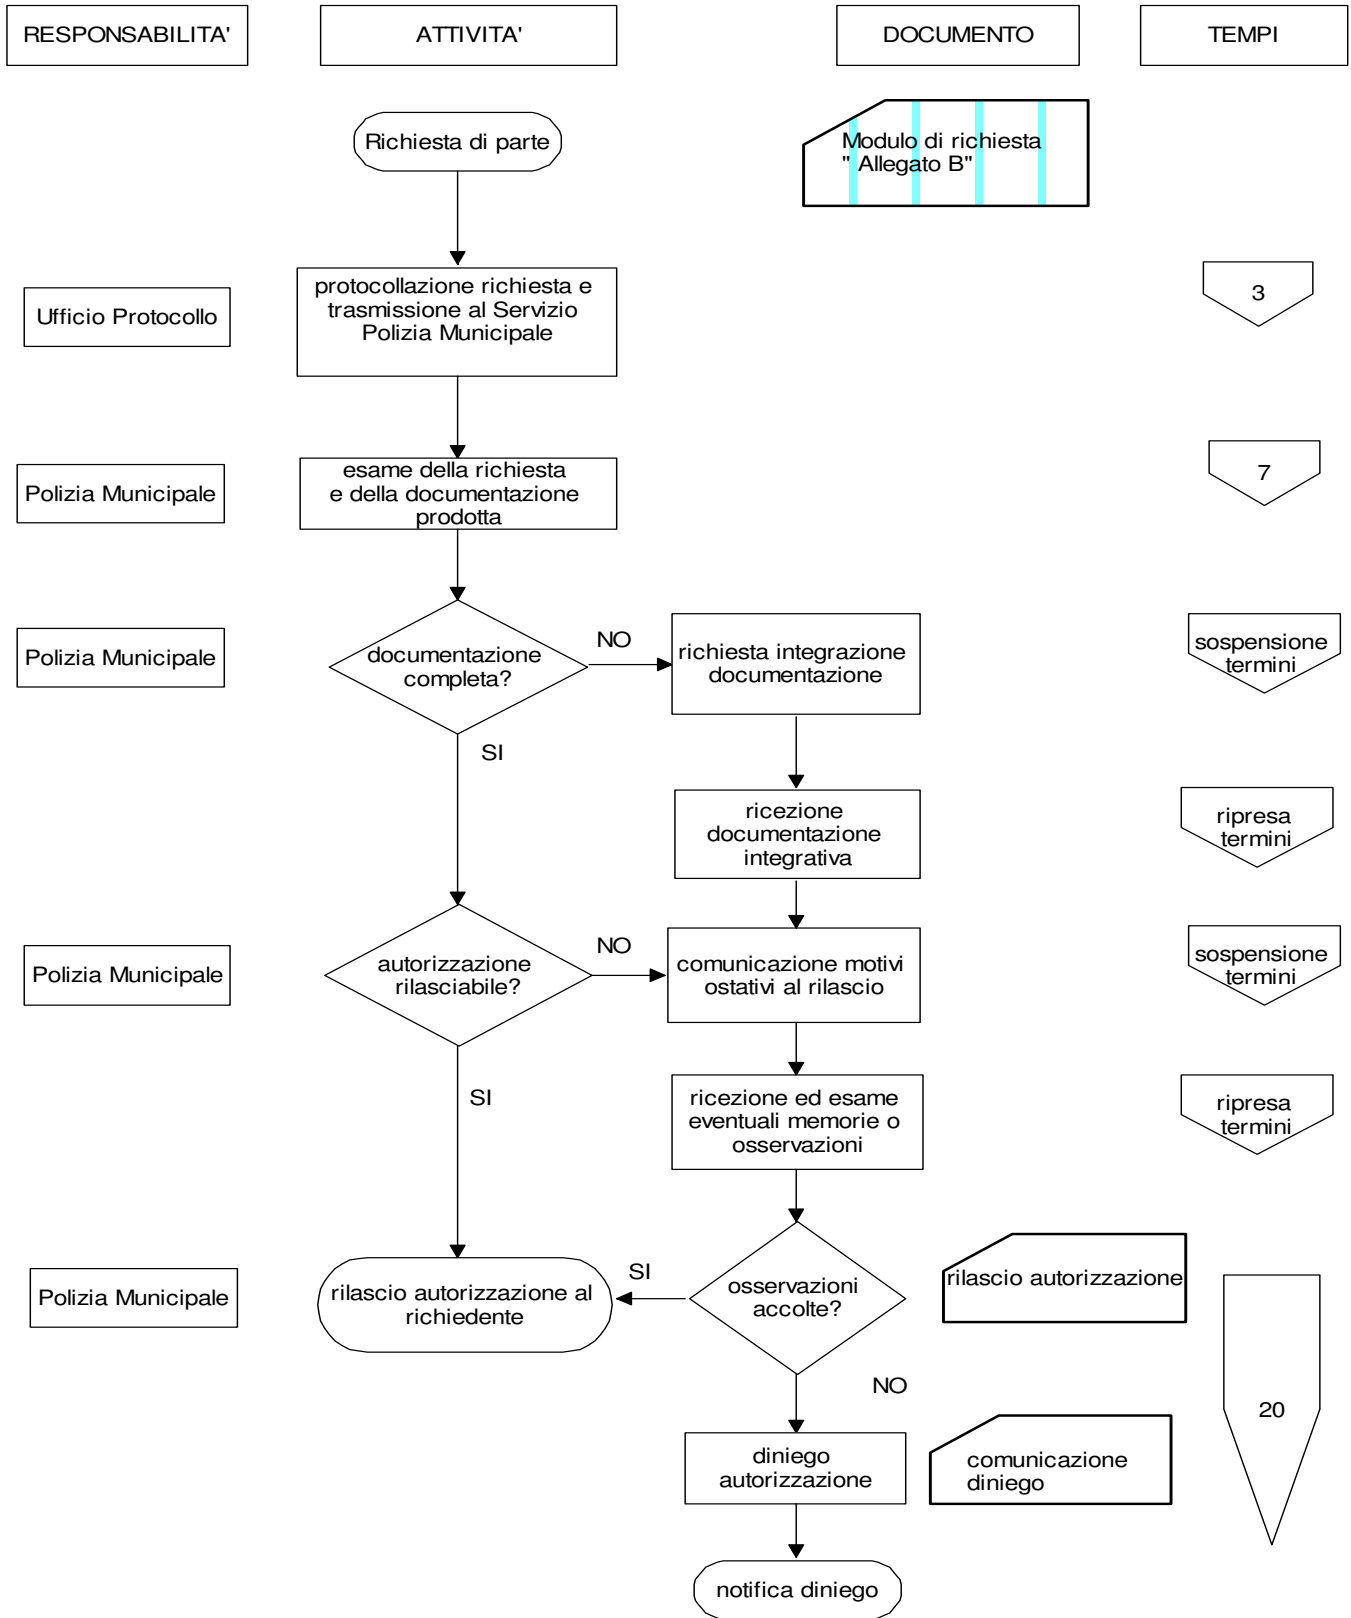 RESPONSABILITA'
ATTIVITA'
DOCUMENTO
TEMPI
Richiesta di parte
Modulo di richiesta
" Allegato B"
Ufficio Protocollo
protocollazione richiesta e
trasmissione al Servizio
Polizia Municipale
3
Polizia Municipale
esame della richiesta
e della documentazione
prodotta
7
Polizia Municipale
documentazione
completa?
NO
richiesta integrazione
documentazione
sospensione
termini
SI
ricezione
documentazione
integrativa
ripresa
termini
Polizia Municipale
autorizzazione
rilasciabile?
NO
comunicazione motivi
ostativi al rilascio
sospensione
termini
SI
ricezione ed esame
eventuali memorie o
osservazioni
ripresa
termini
Polizia Municipale
rilascio autorizzazione al
richiedente
SI
osservazioni
accolte?
rilascio autorizzazione
NO
20
diniego
autorizzazione
comunicazione
diniego
notifica diniego